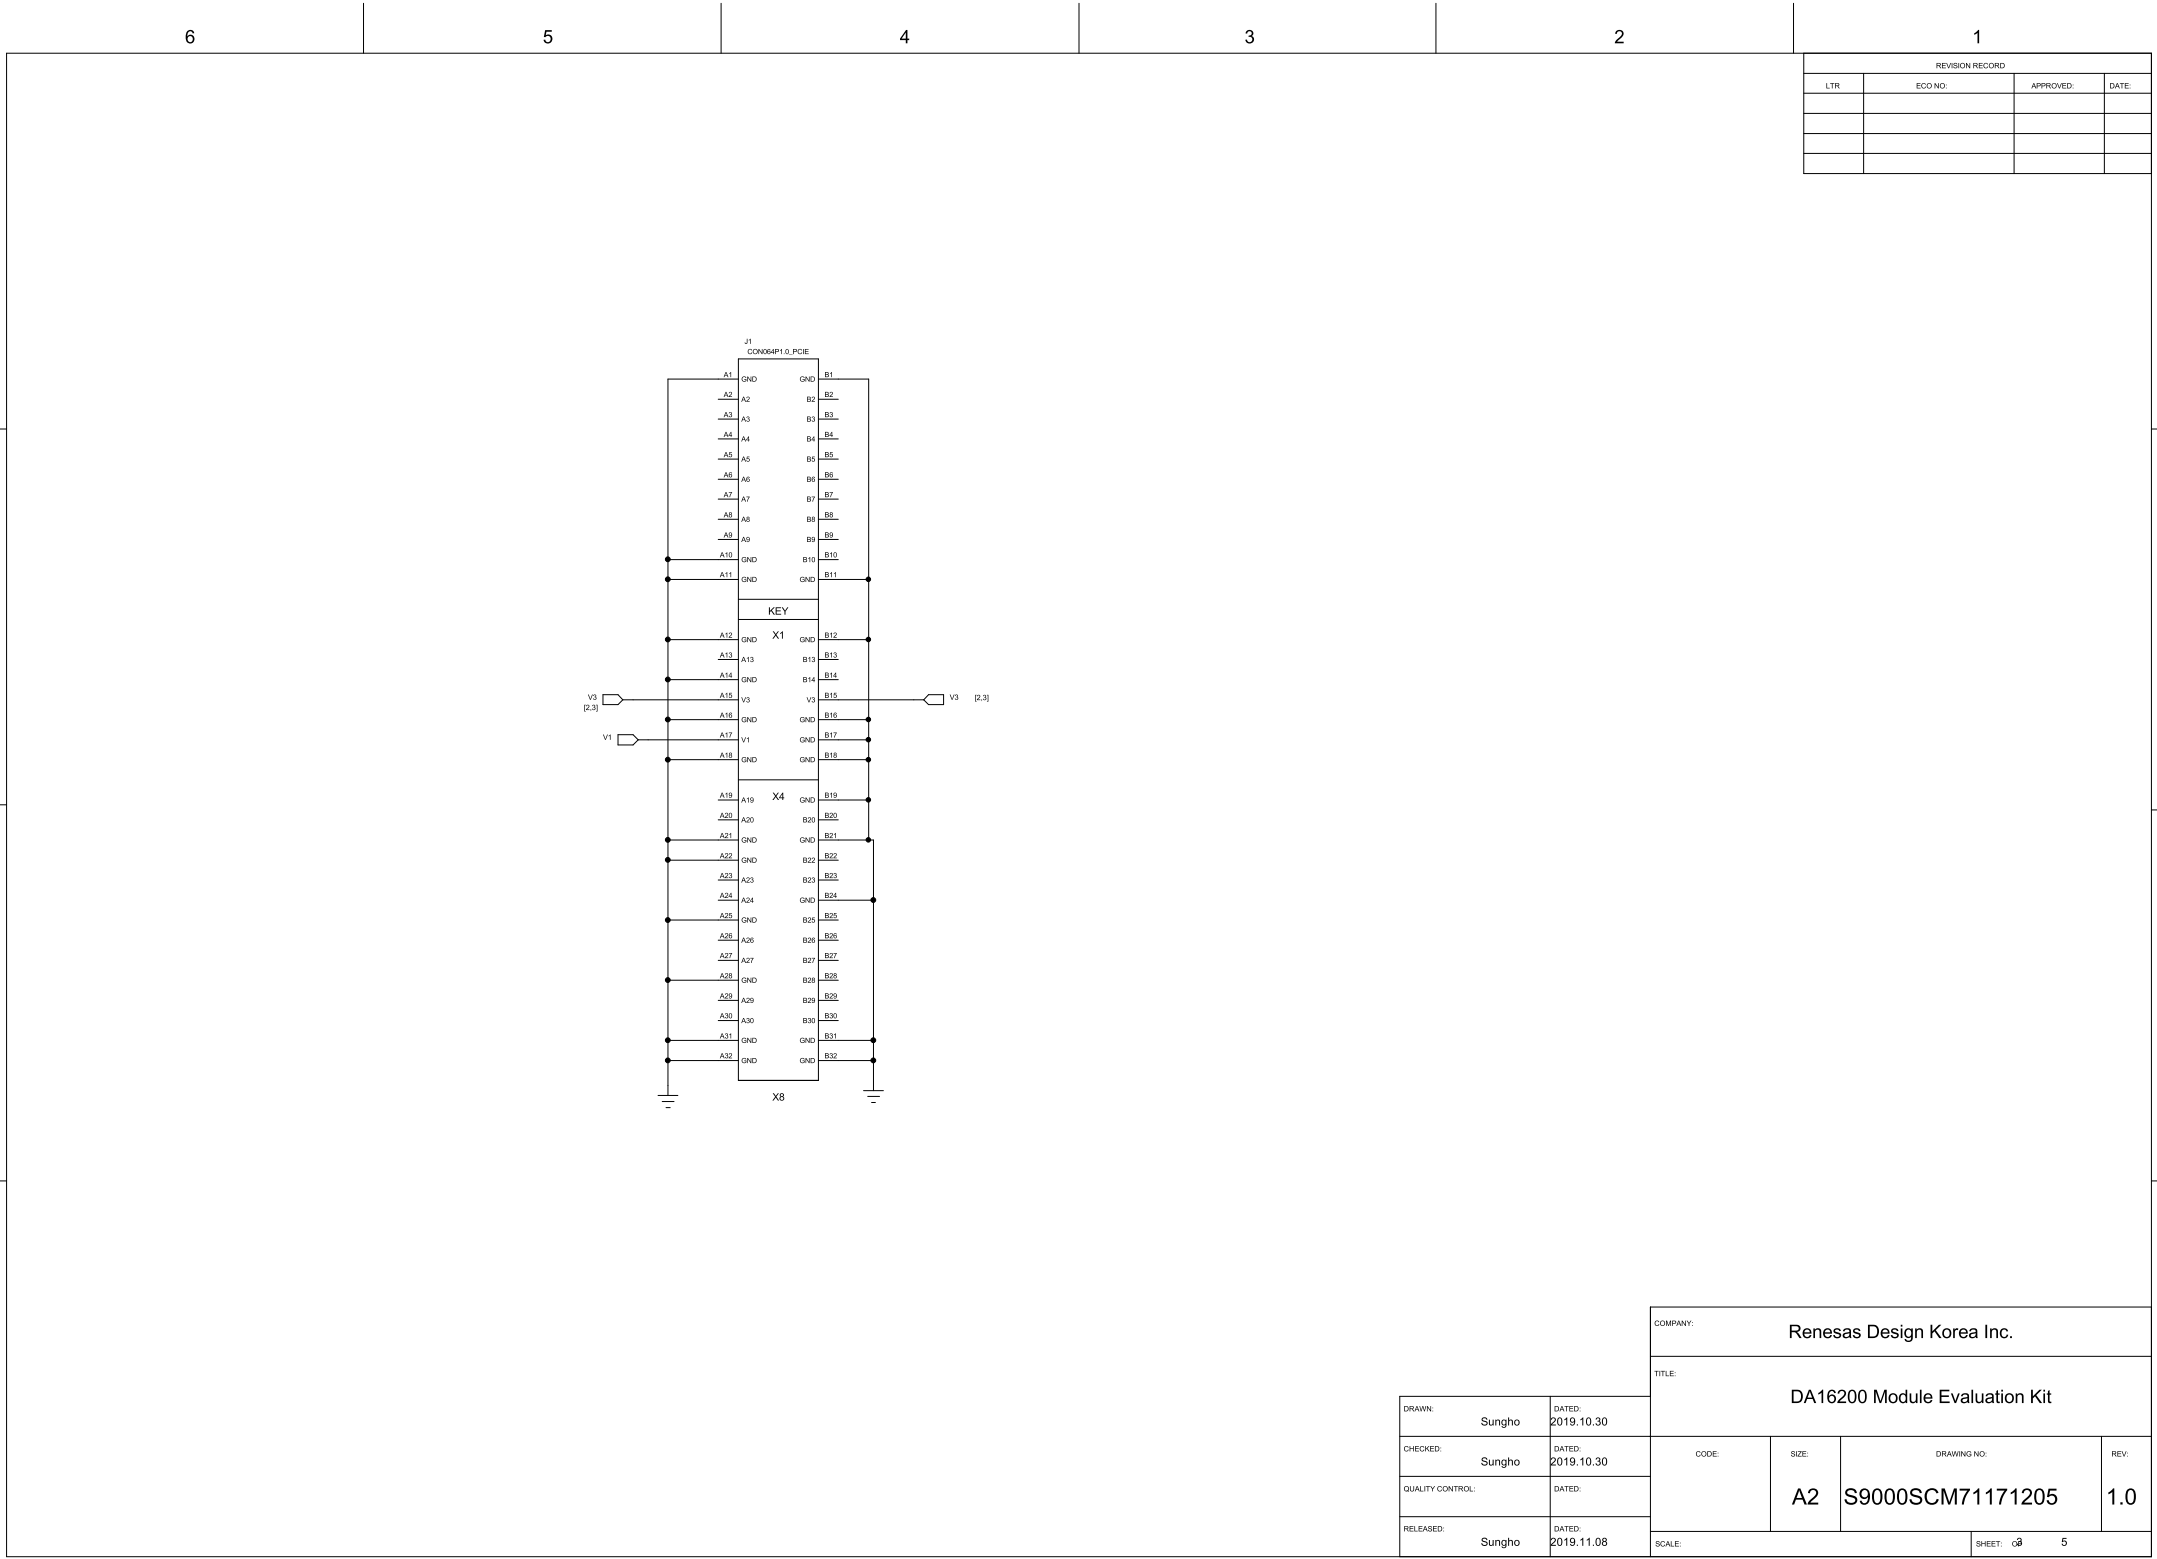 6 5 4 3 2 1
REVISION RECORD
LTR ECO NO: APPROVED: DATE:
J1
CON064P1.0_PCIE
A1 GND GND B1
A2 A2 B2 B2
A3 A3 B3 B3
A4 A4 B4 B4
A5 A5 B5 B5
A6 A6 B6 B6
A7 A7 B7 B7
A8 A8 B8 B8
A9 A9 B9 B9
A10 GND B10 B10
A11 GND GND B11
KEY
A12 GND X1 GND B12
A13 A13 B13 B13
A14 GND B14 B14
V3 A15 V3 V3 B15 V3 [2,3]
[2,3]
A16 GND GND B16
V1 A17 V1 GND B17
A18 GND GND B18
A19 A19 X4 GND B19
A20 A20 B20 B20
A21 GND GND B21
A22 GND B22 B22
A23 A23 B23 B23
A24 A24 GND B24
A25 GND B25 B25
A26 A26 B26 B26
A27 A27 B27 B27
A28 GND B28 B28
A29 A29 B29 B29
A30 A30 B30 B30
A31 GND GND B31
A32 GND GND B32
X8
COMPANY:
Renesas Design Korea Inc.
TITLE:
DA16200 Module Evaluation Kit
DRAWN: DATED:
Sungho 2019.10.30
CHECKED: DATED:
Sungho 2019.10.30
QUALITY CONTROL: DATED:
RELEASED: DATED:
Sungho 2019.11.08
CODE: SIZE: DRAWING NO: REV:
A2 S9000SCM71171205 1.0
SCALE: SHEET: 3 OF 5